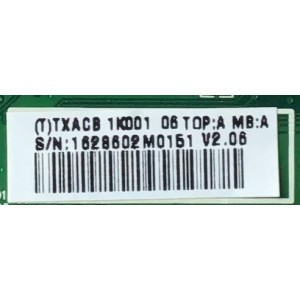 (T)TXACB 1K001 06 TOP:A MB:A
S/N:1628602M0151 V2.06